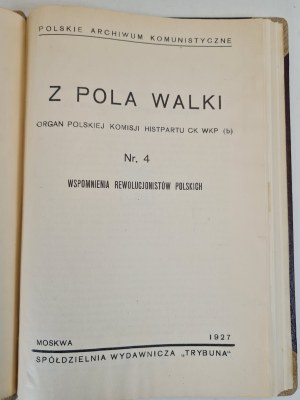 POLSKIE ARCHIWUM KOMUNISTYCZNE
Z POLA WALKI
ORGAN POLSKIEJ KOMISJI HISTPARTU CK WKP (b)
Nr. 4
WSPOMNIENIA REWOLUCJONISTÓW POLSKICH
MOSKWA 1927
SPÓŁDZIELNIA WYDAWNICZA „TRYBUNA"